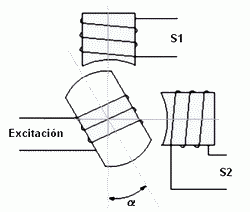 S1
Excitación
S2
α